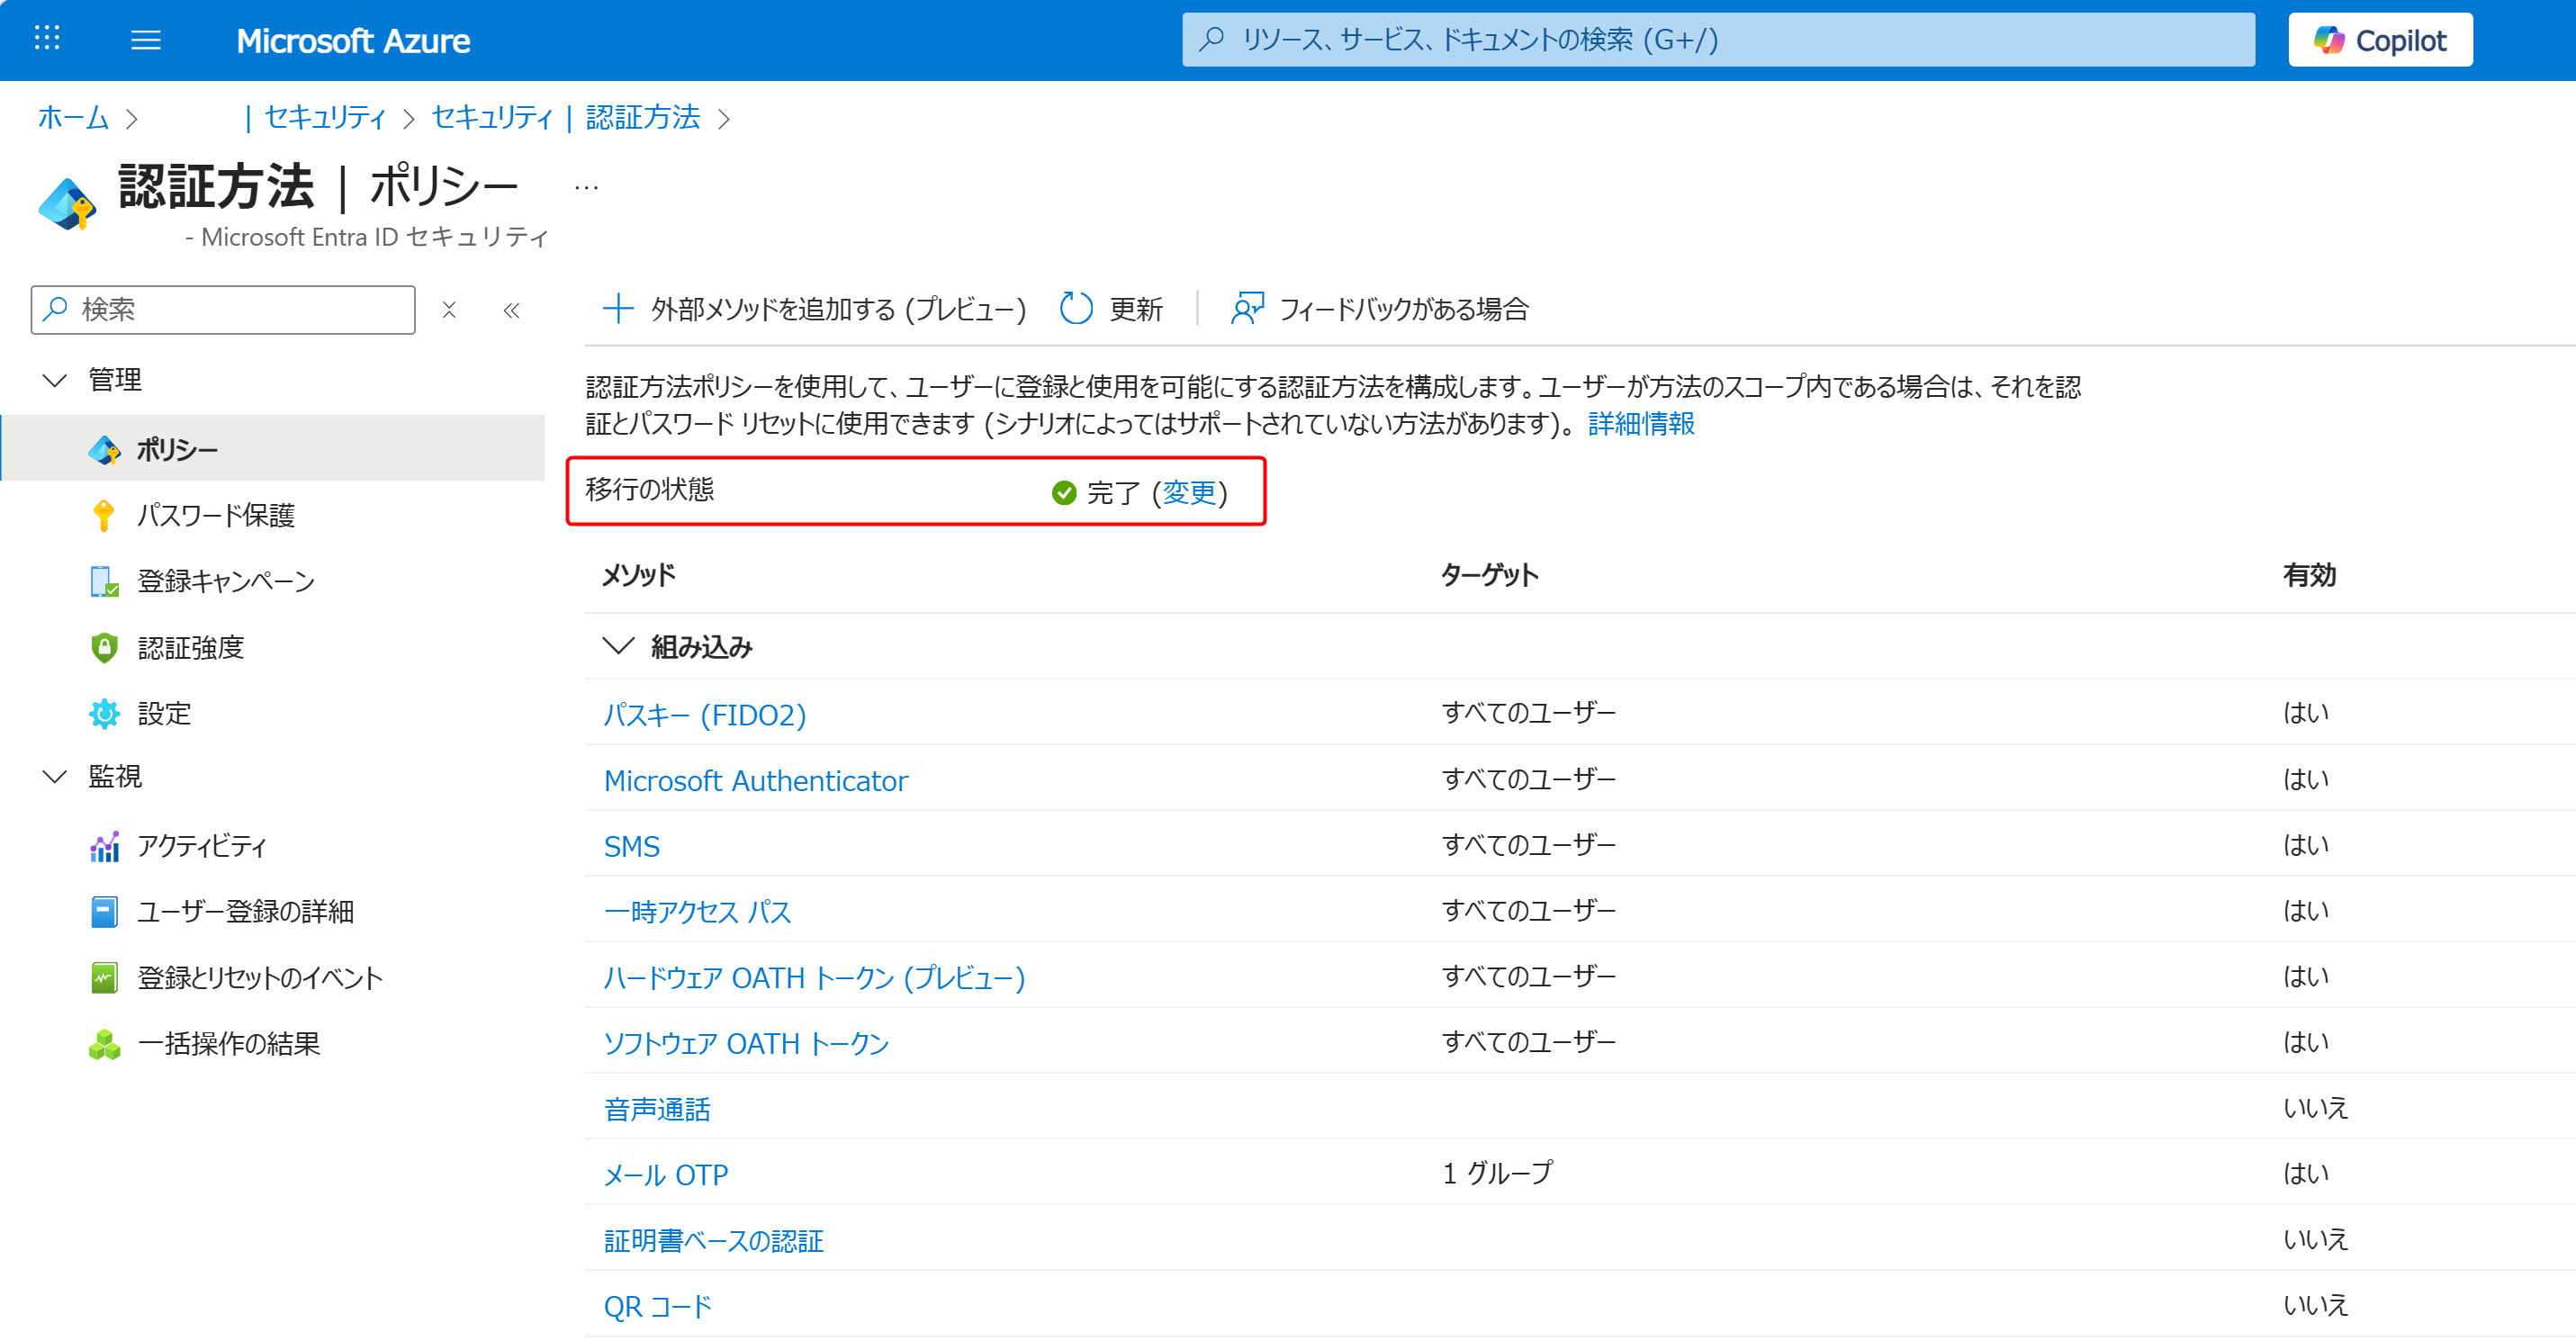 Microsoft Azure
リソース、サービス、ドキュメントの検索 (G+/)
Copilot
ホーム > | セキュリティ > セキュリティ | 認証方法 >
認証方法 | ポリシー ...
- Microsoft Entra ID セキュリティ
検索
管理
ポリシー
パスワード保護
登録キャンペーン
認証強度
設定
監視
アクティビティ
ユーザー登録の詳細
登録とリセットのイベント
一括操作の結果
外部メソッドを追加する (プレビュー) 更新 | フィードバックがある場合
認証方法ポリシーを使用して、ユーザーに登録と使用を可能にする認証方法を構成します。ユーザーが方法のスコープ内である場合は、それを認
証とパスワード リセットに使用できます (シナリオによってはサポートされていない方法があります)。 詳細情報
移行の状態 完了 (変更)
メソッド ターゲット 有効
組み込み
パスキー (FIDO2) すべてのユーザー はい
Microsoft Authenticator すべてのユーザー はい
SMS すべてのユーザー はい
一時アクセス パス すべてのユーザー はい
ハードウェア OATH トークン (プレビュー) すべてのユーザー はい
ソフトウェア OATH トークン すべてのユーザー はい
音声通話 いいえ
メール OTP 1 グループ はい
証明書ベースの認証 いいえ
QR コード いいえ